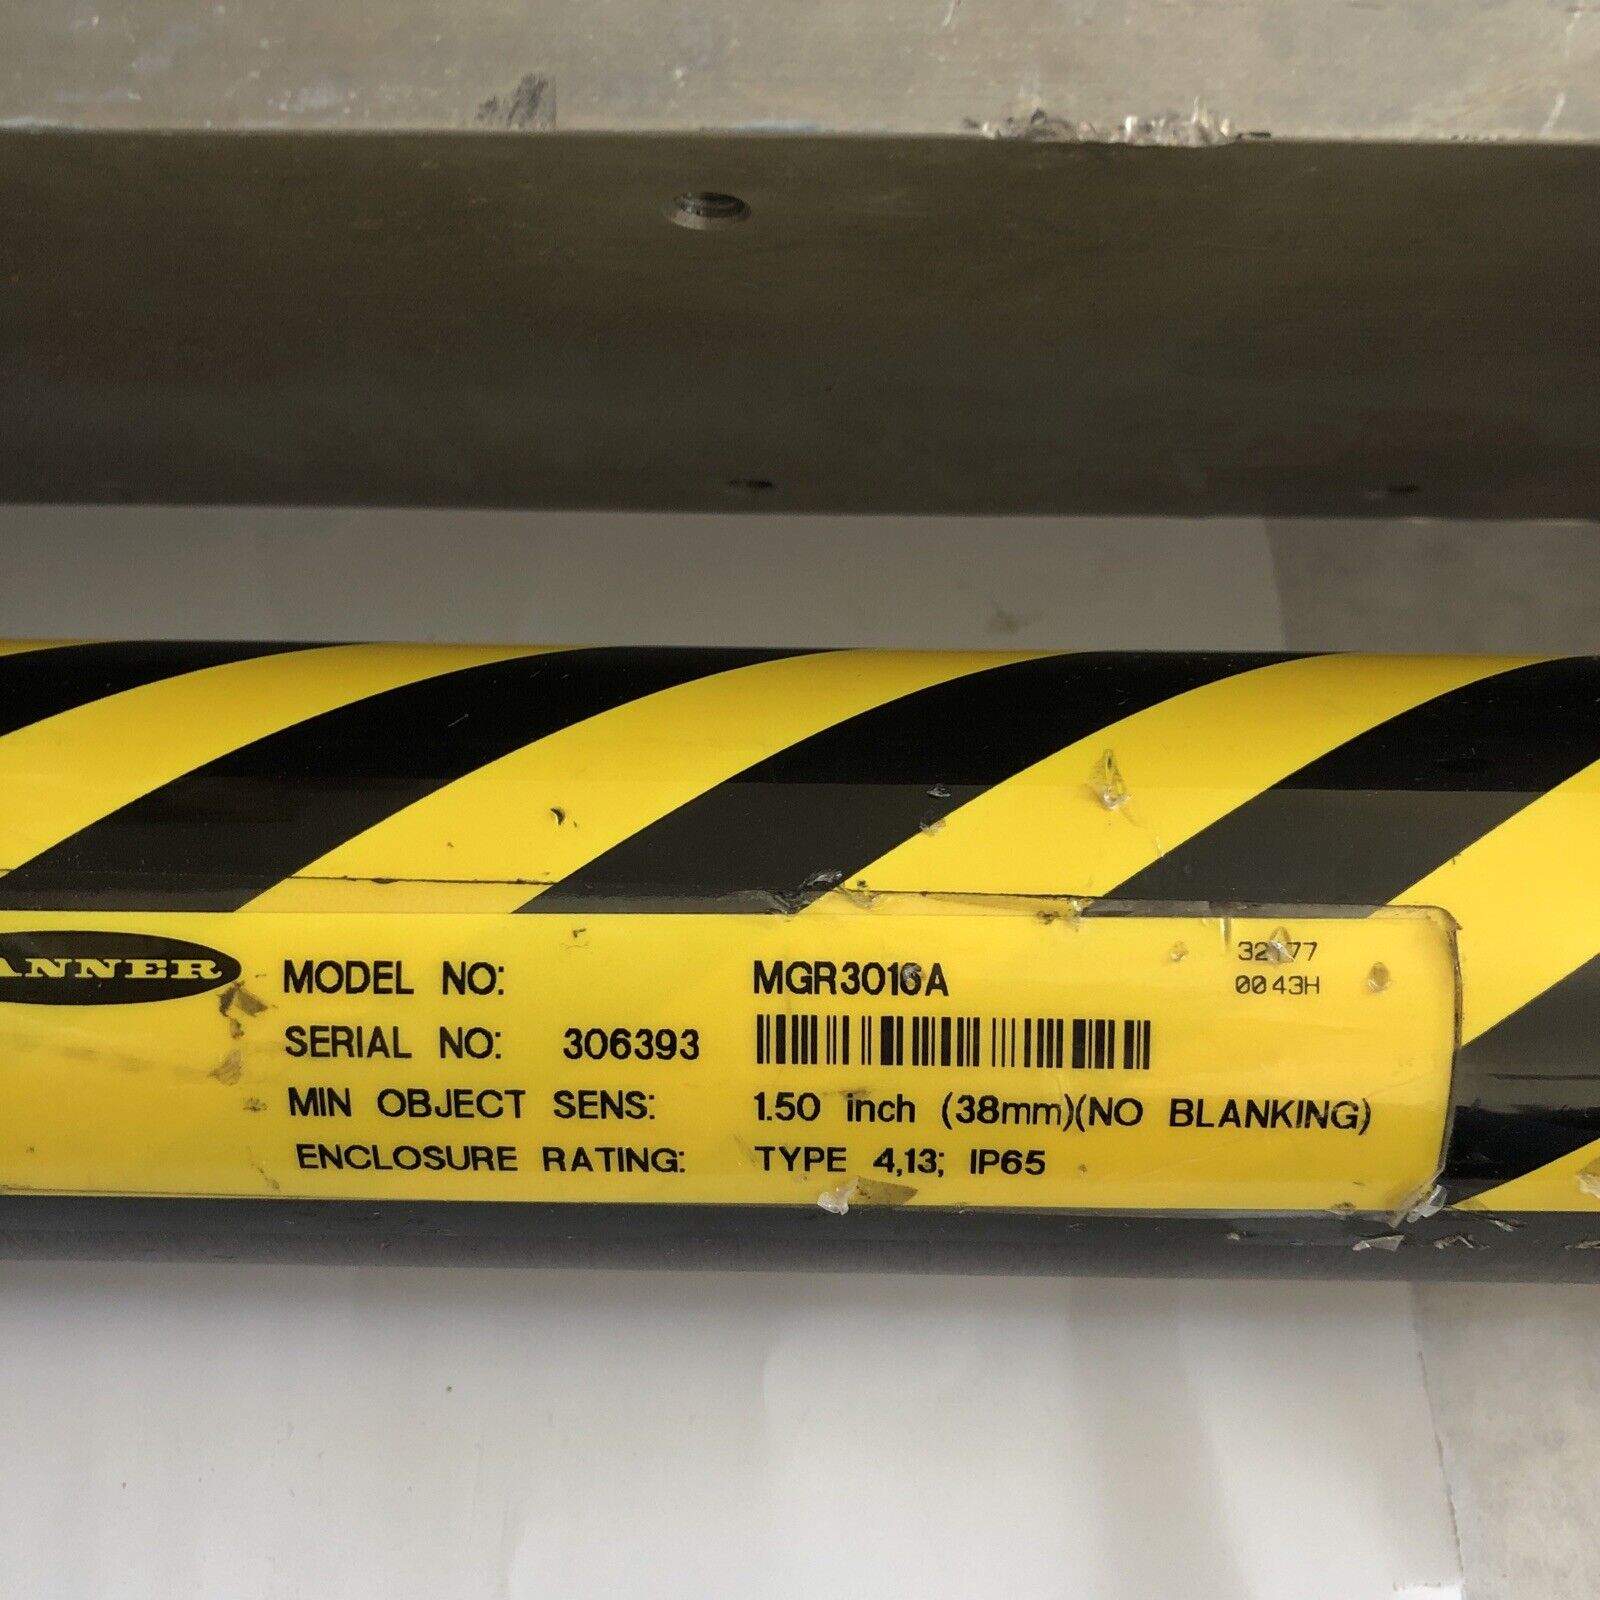 ANNER
MODEL NO: MGR3016A
0043H
SERIAL NO: 306393
MIN OBJECT SENS: 1.50 inch (38mm)(NO BLANKING)
ENCLOSURE RATING: TYPE 4,13; IP65